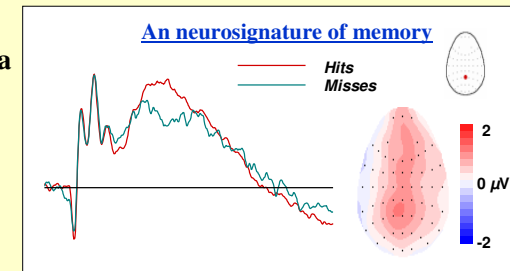 An neurosignature of memory
a
Hits
Misses
2
0 µV
-2